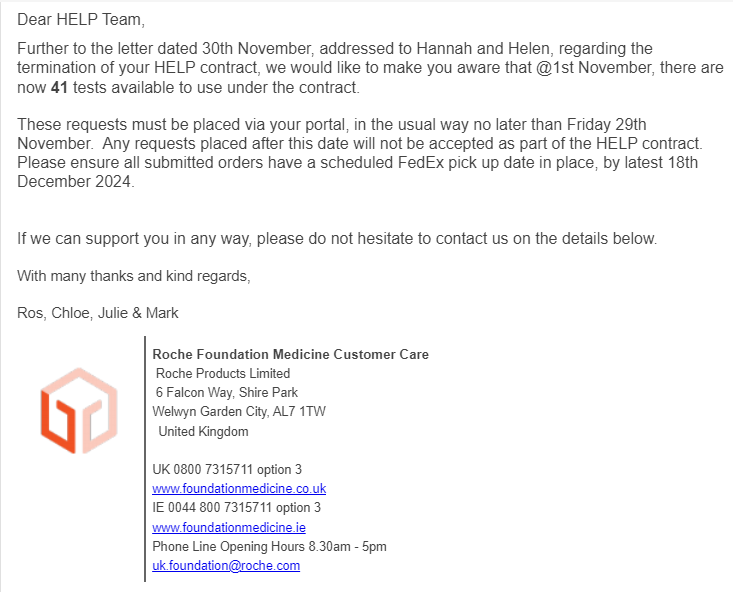 Dear HELP Team,
Further to the letter dated 30th November, addressed to Hannah and Helen, regarding the
termination of your HELP contract, we would like to make you aware that @1st November, there are
now 41 tests available to use under the contract.
These requests must be placed via your portal, in the usual way no later than Friday 29th
November. Any requests placed after this date will not be accepted as part of the HELP contract.
Please ensure all submitted orders have a scheduled FedEx pick up date in place, by latest 18th
December 2024.
If we can support you in any way, please do not hesitate to contact us on the details below.
With many thanks and kind regards,
Ros, Chloe, Julie & Mark
Roche Foundation Medicine Customer Care
Roche Products Limited
6 Falcon Way, Shire Park
Welwyn Garden City, AL7 1TW
United Kingdom
UK 0800 7315711 option 3
www.foundationmedicine.co.uk
IE 0044 800 7315711 option 3
www.foundationmedicine.ie
Phone Line Opening Hours 8.30am - 5pm
uk.foundation@roche.com